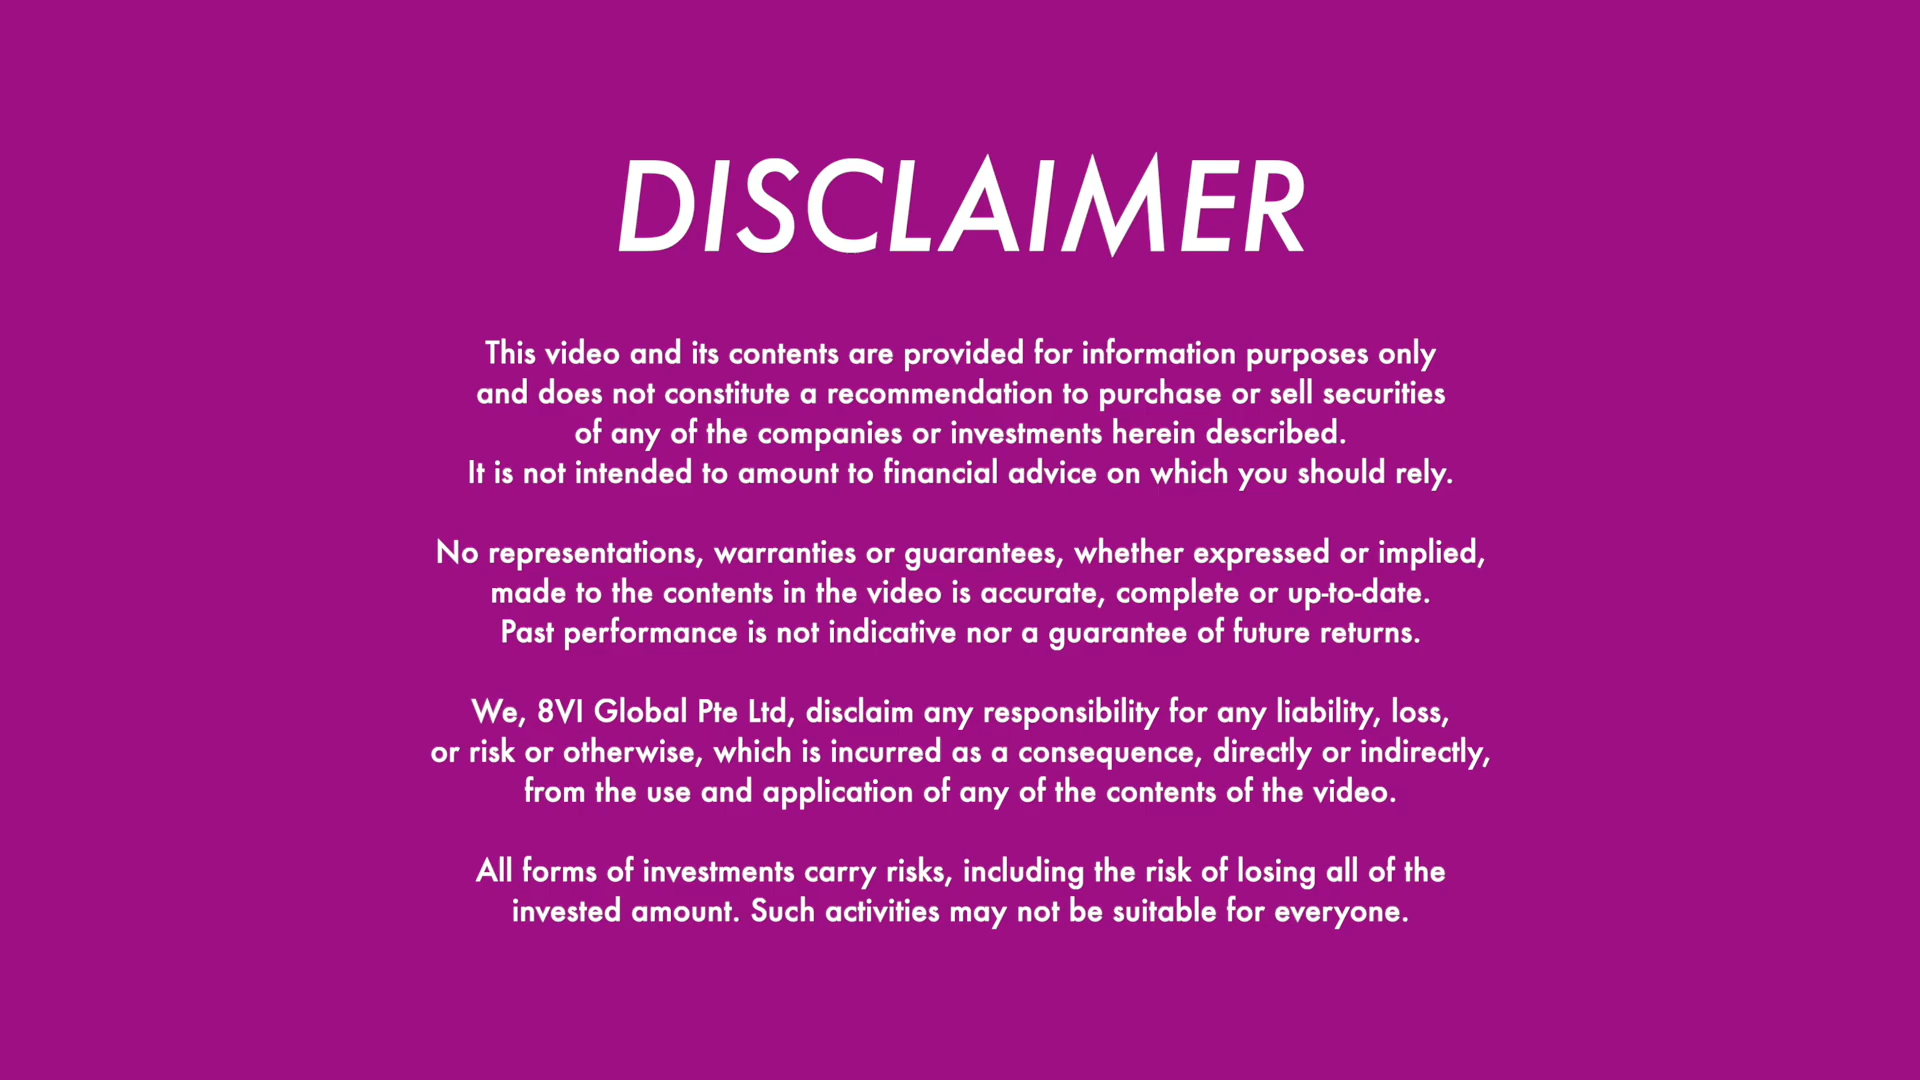 DISCLAIMER
This video and its contents are provided for information purposes only
and does not constitute a recommendation to purchase or sell securities
of any of the companies or investments herein described.
It is not intended to amount to financial advice on which you should rely.
No representations, warranties or guarantees, whether expressed or implied,
made to the contents in the video is accurate, complete or up-to-date.
Past performance is not indicative nor a guarantee of future returns.
We, 8VI Global Pte Ltd, disclaim any responsibility for any liability, loss,
or risk or otherwise, which is incurred as a consequence, directly or indirectly,
from the use and application of any of the contents of the video.
All forms of investments carry risks, including the risk of losing all of the
invested amount. Such activities may not be suitable for everyone.